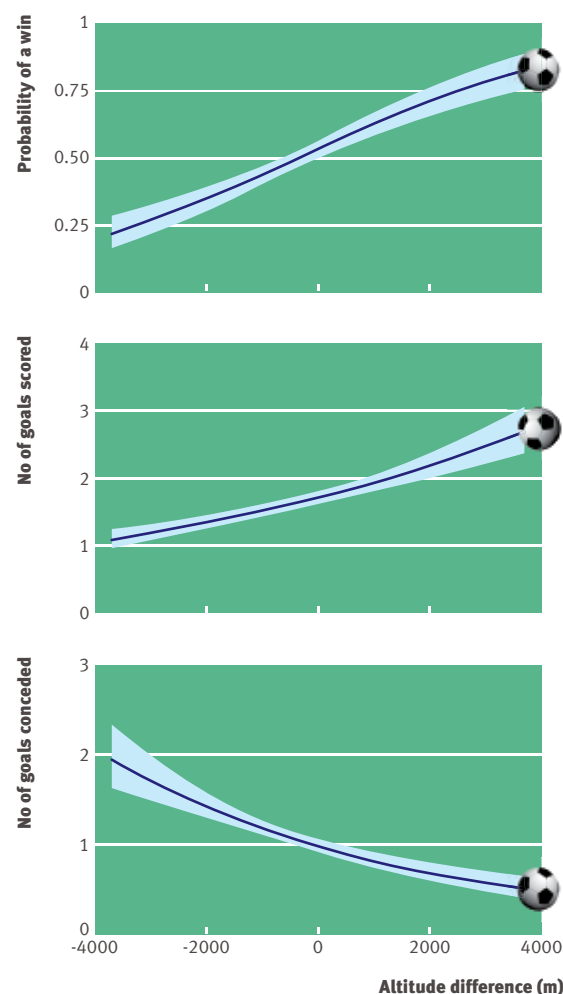 Probability of a win
1
0.75
0.50
0.25
0
No of goals scored
4
3
2
1
0
No of goals conceded
3
2
1
0
-4000 -2000 0 2000 4000
Altitude difference (m)